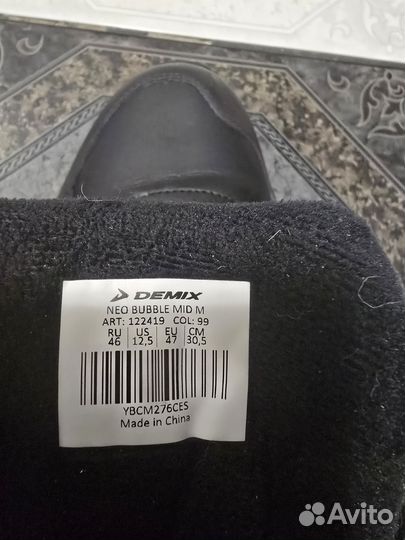 DEMIX
NEO BUBBLE MID M
ART: 122419 COL: 99
RU US EU CM
46 12,5 47 30,5
YBCM276CES
Made in China
Avito